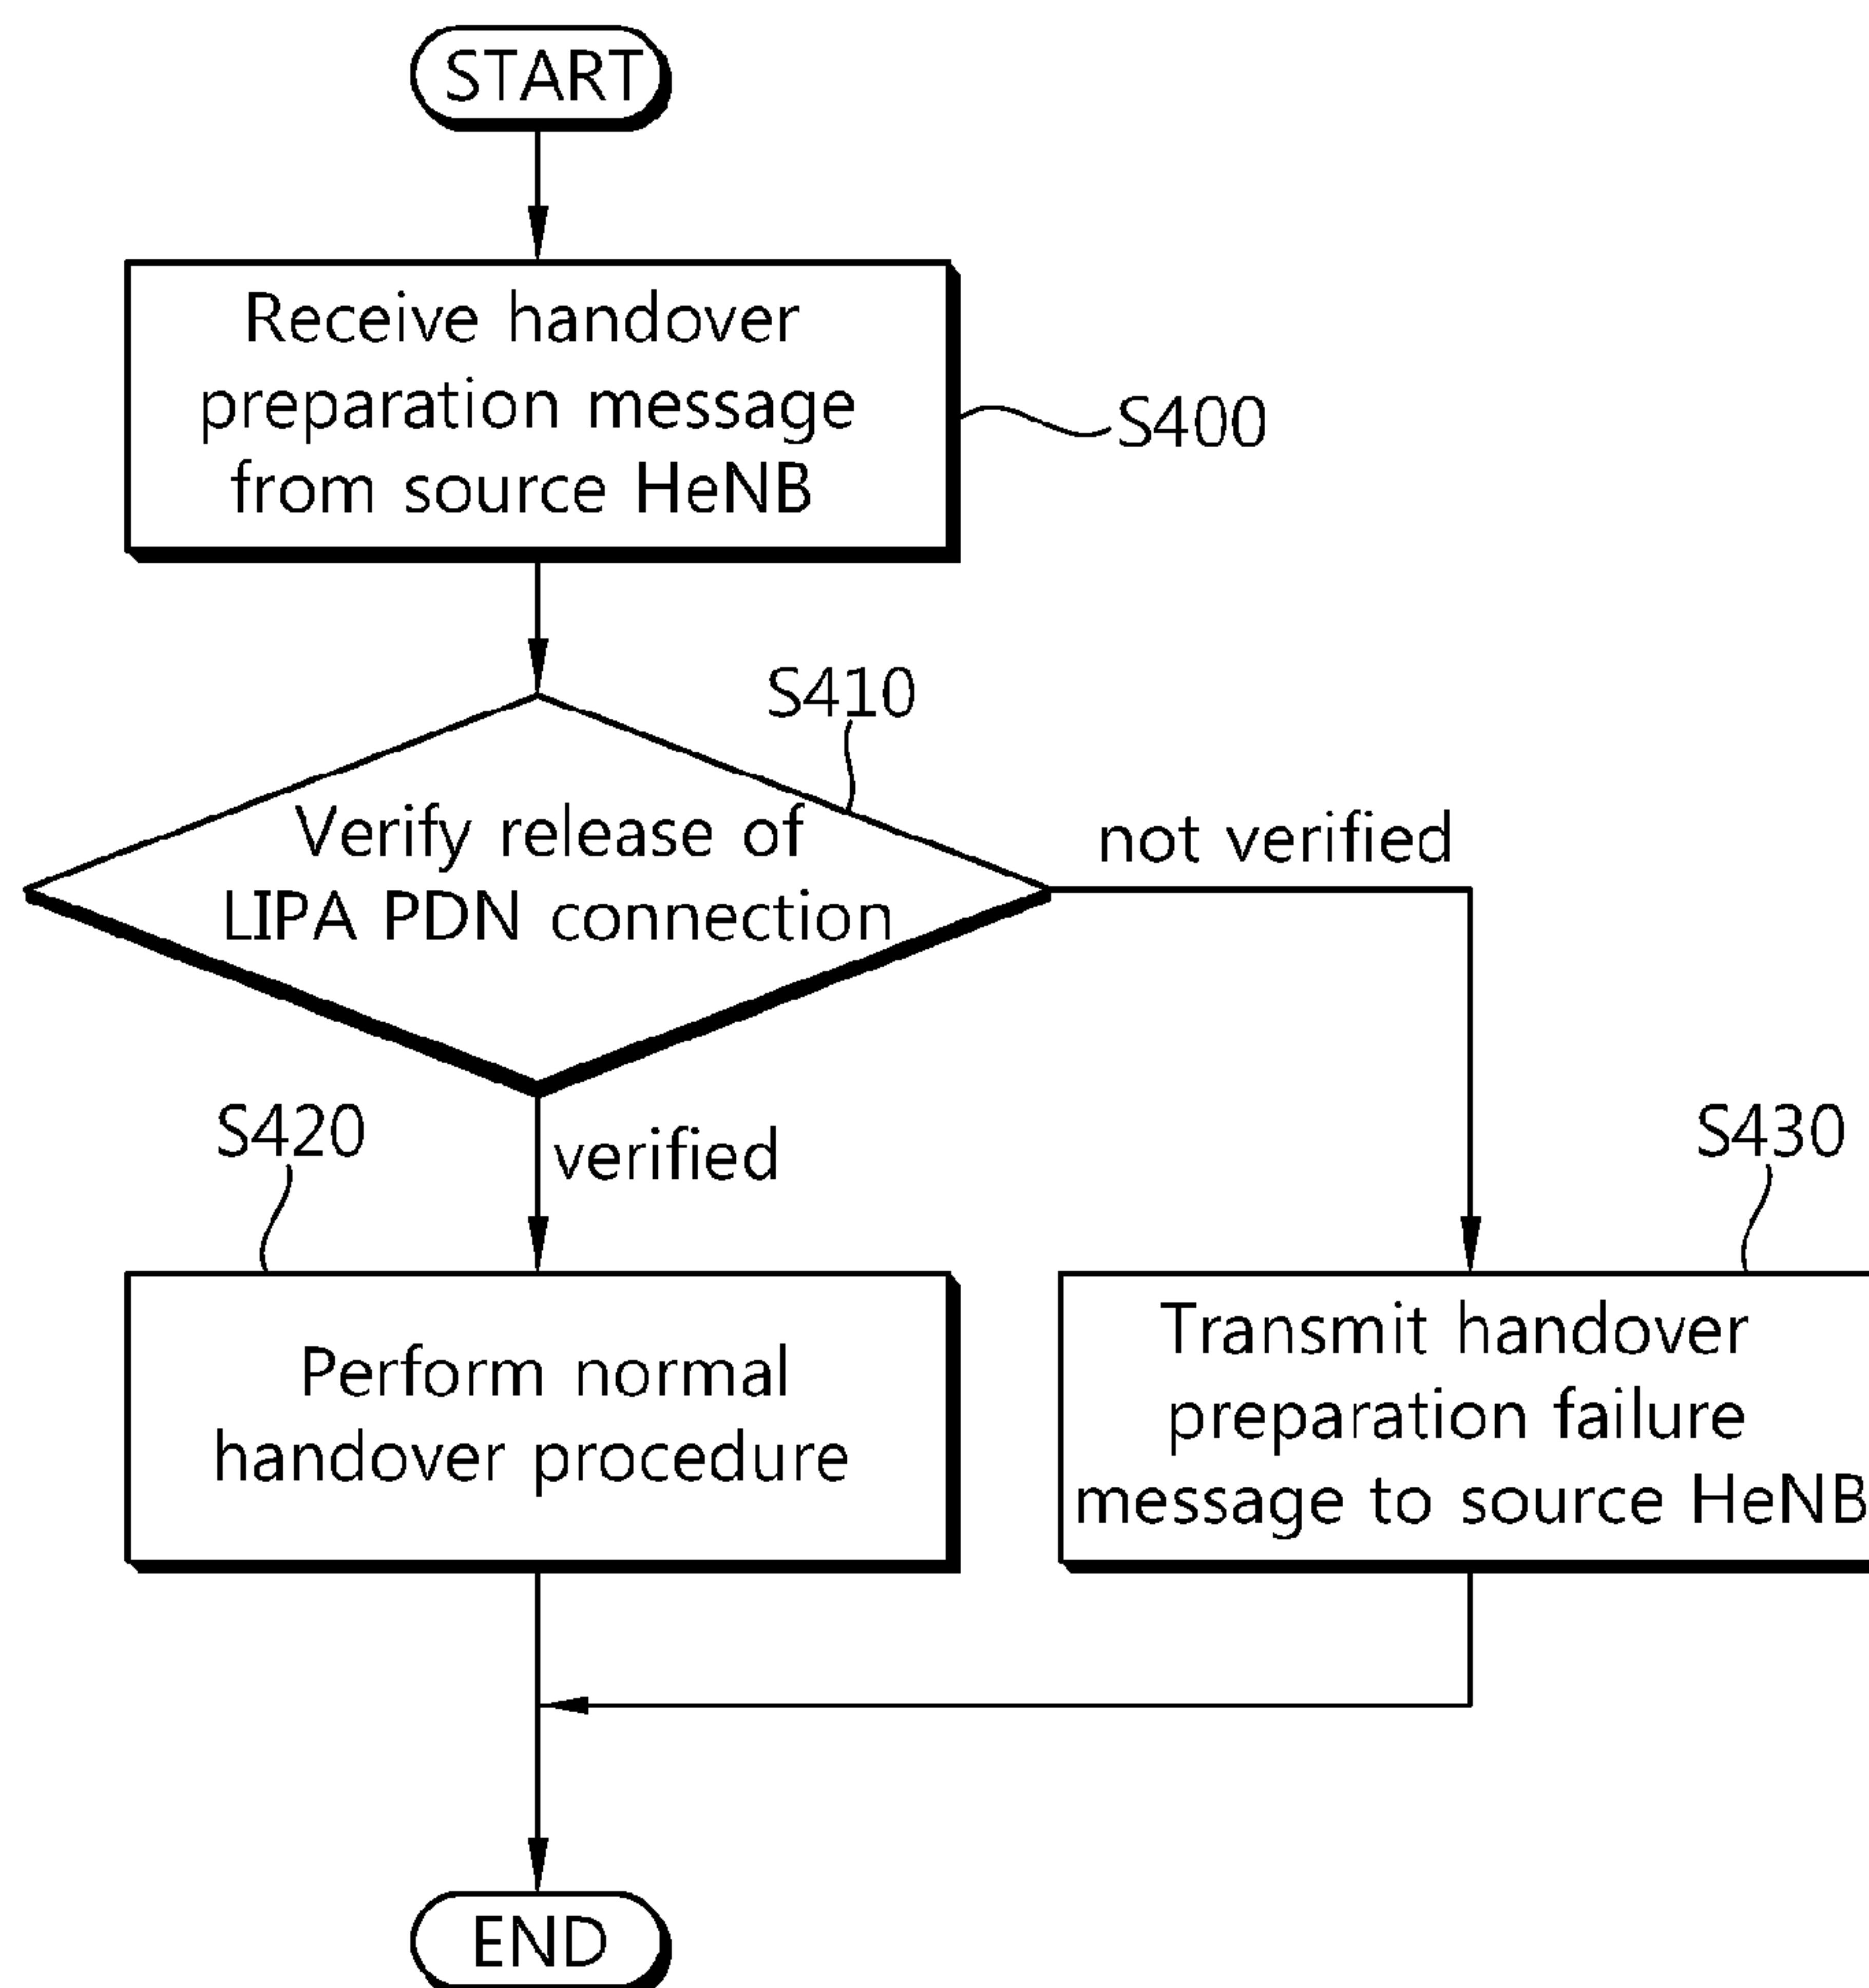 START
Receive handover
preparation message
from source HeNB
S400
S410
Verify release of
LIPA PDN connection
not verified
verified
S420
S430
Perform normal
handover procedure
Transmit handover
preparation failure
message to source HeNB
END